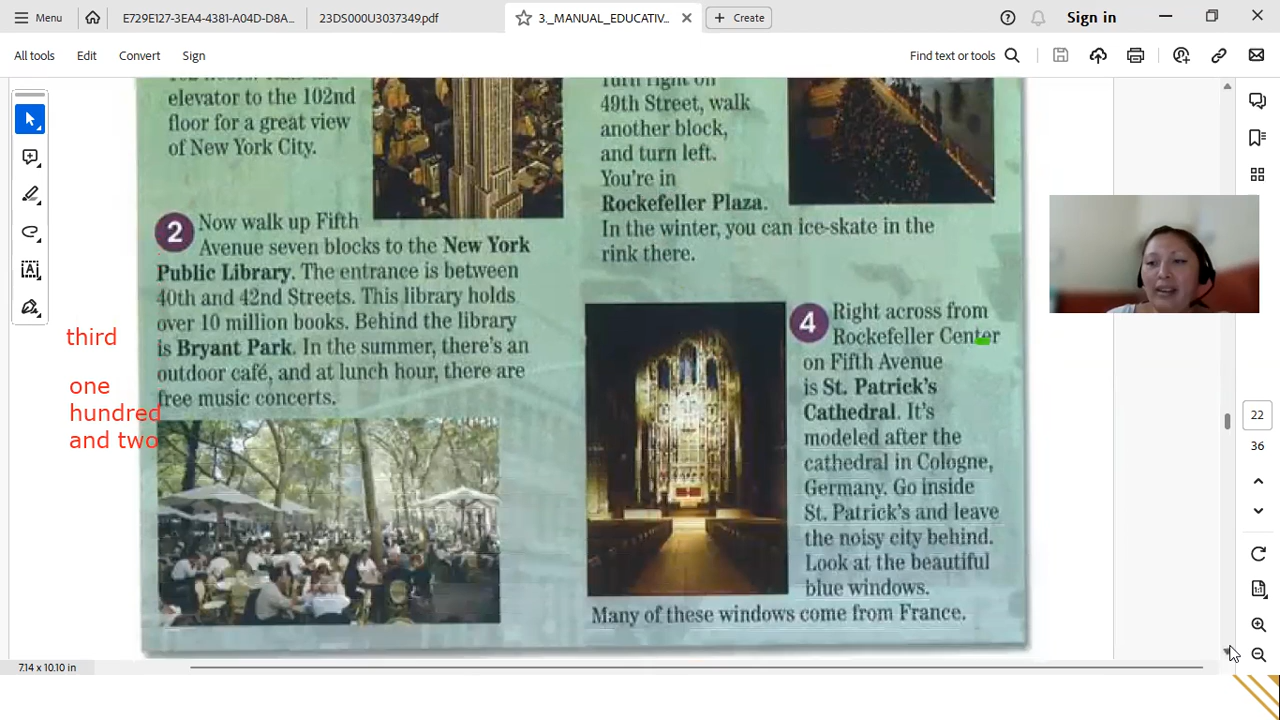 Menu
E729E127-3EA4-4381-A04D-D8A...
23DS000U3037349.pdf
3._MANUAL_EDUCATIV...
Create
Sign in
All tools
Edit
Convert
Sign
Find text or tools
elevator to the 102nd
floor for a great view
of New York City.
2 Now walk up Fifth
Avenue seven blocks to the New York
Public Library. The entrance is between
40th and 42nd Streets. This library holds
over 10 million books. Behind the library
is Bryant Park. In the summer, there's an
outdoor café, and at lunch hour, there are
free music concerts.
third
one
hundred
and two
Turn right on
49th Street, walk
another block,
and turn left.
You're in
Rockefeller Plaza.
In the winter, you can ice-skate in the
rink there.
4 Right across from
Rockefeller Center
on Fifth Avenue
is St. Patrick's
Cathedral. It's
modeled after the
cathedral in Cologne,
Germany. Go inside
St. Patrick's and leave
the noisy city behind.
Look at the beautiful
blue windows.
Many of these windows come from France.
22
36
7.14 x 10.10 in